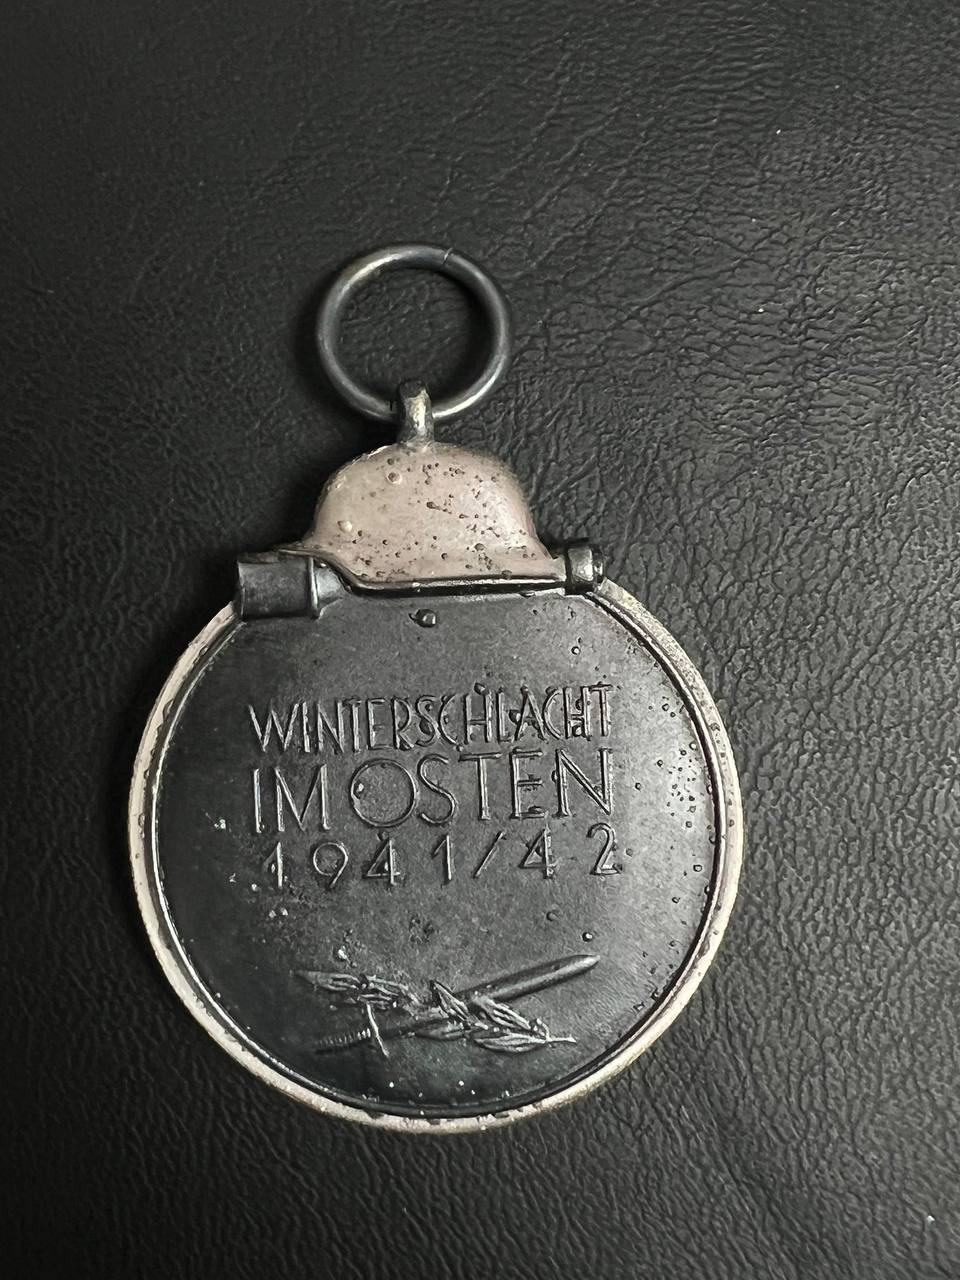 WINTERSCHLACHT
IM OSTEN
1941/42